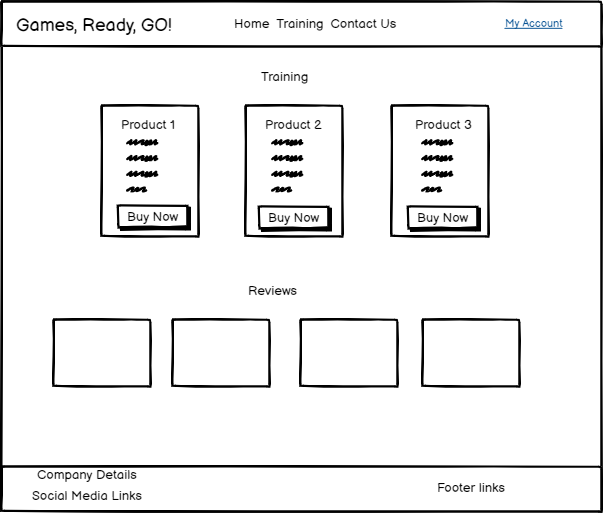 Games, Ready, GO!
Home Training Contact Us
My Account
Training
Product 1
Buy Now
Product 2
Buy Now
Product 3
Buy Now
Reviews
Company Details
Social Media Links
Footer links